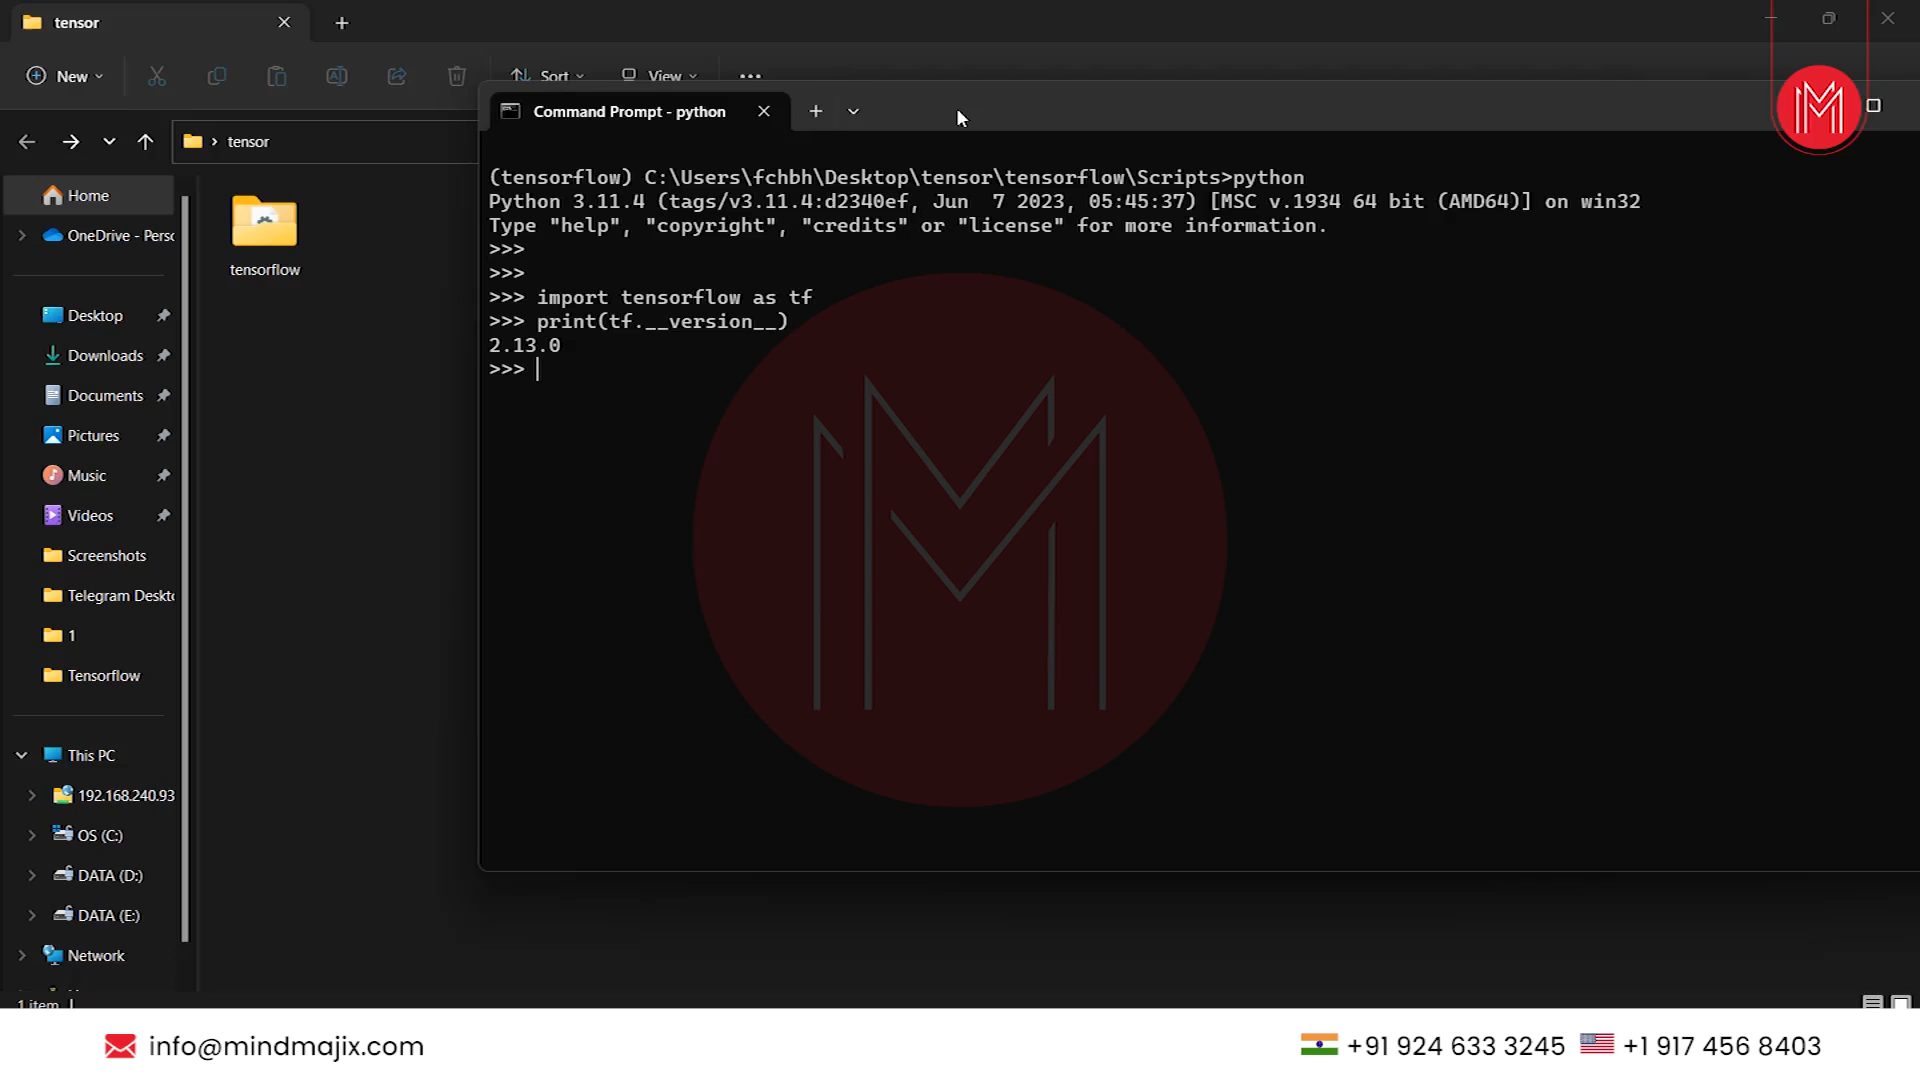 tensor
New
Sort
View
Command Prompt - python
tensor
Home
OneDrive - Persc
Desktop
Downloads
Documents
Pictures
Music
Videos
Screenshots
Telegram Deskt
1
Tensorflow
This PC
192.168.240.93
OS (C:)
DATA (D:)
DATA (E:)
Network
1 item
tensorflow
(tensorflow) C:\Users\fchbh\Desktop\tensor\tensorflow\Scripts>python
Python 3.11.4 (tags/v3.11.4:d2340ef, Jun  7 2023, 05:45:37) [MSC v.1934 64 bit (AMD64)] on win32
Type "help", "copyright", "credits" or "license" for more information.
>>>
>>>
>>> import tensorflow as tf
>>> print(tf.__version__)
2.13.0
>>>
info@mindmajix.com
+91 924 633 3245
+1 917 456 8403